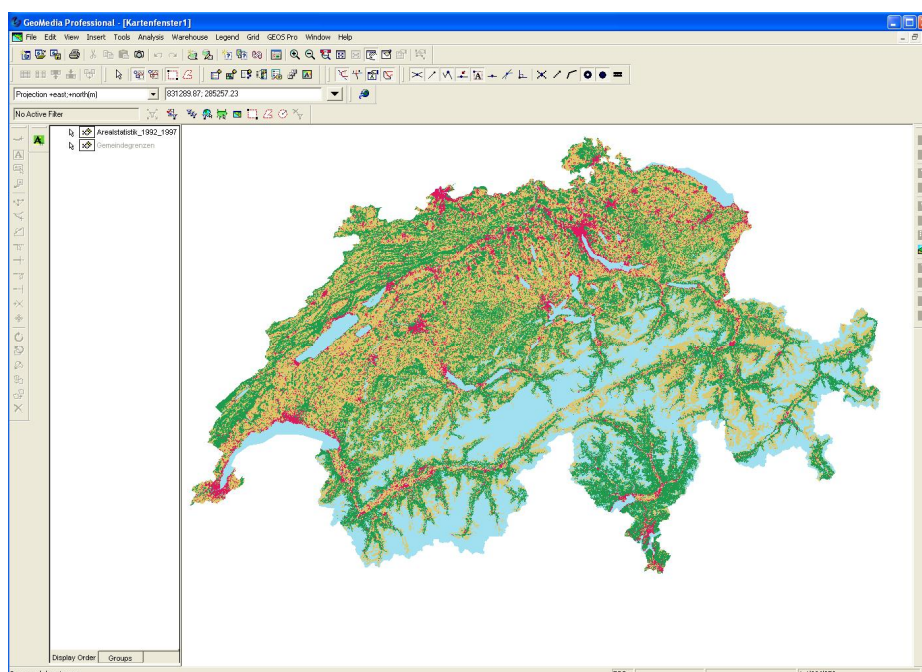 GeoMedia Professional - [Kartenfenster1]
File Edit View Insert Tools Analysis Warehouse Legend Grid GEOS Pro Window Help
Projection +east;+north(m) 831289.87; 285257.23
No Active Filter
Arealstatistik_1992_1997
Gemeindegrenzen
Display Order Groups